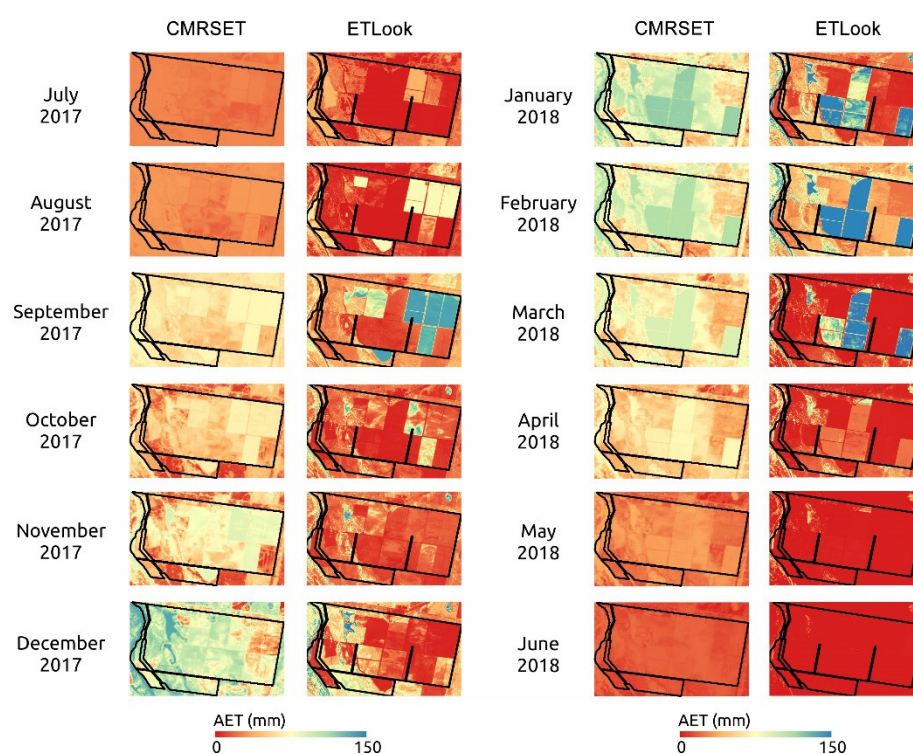 CMRSET ETLook CMRSET ETLook
July
2017
January
2018
August
2017
February
2018
September
2017
March
2018
October
2017
April
2018
November
2017
May
2018
December
2017
June
2018
AET (mm)
0 150
AET (mm)
0 150